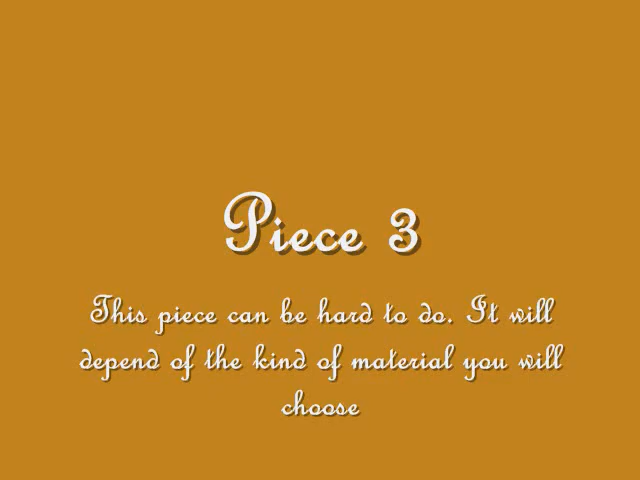 Piece 3
This piece can be hard to do. It will
depend of the kind of material you will
choose